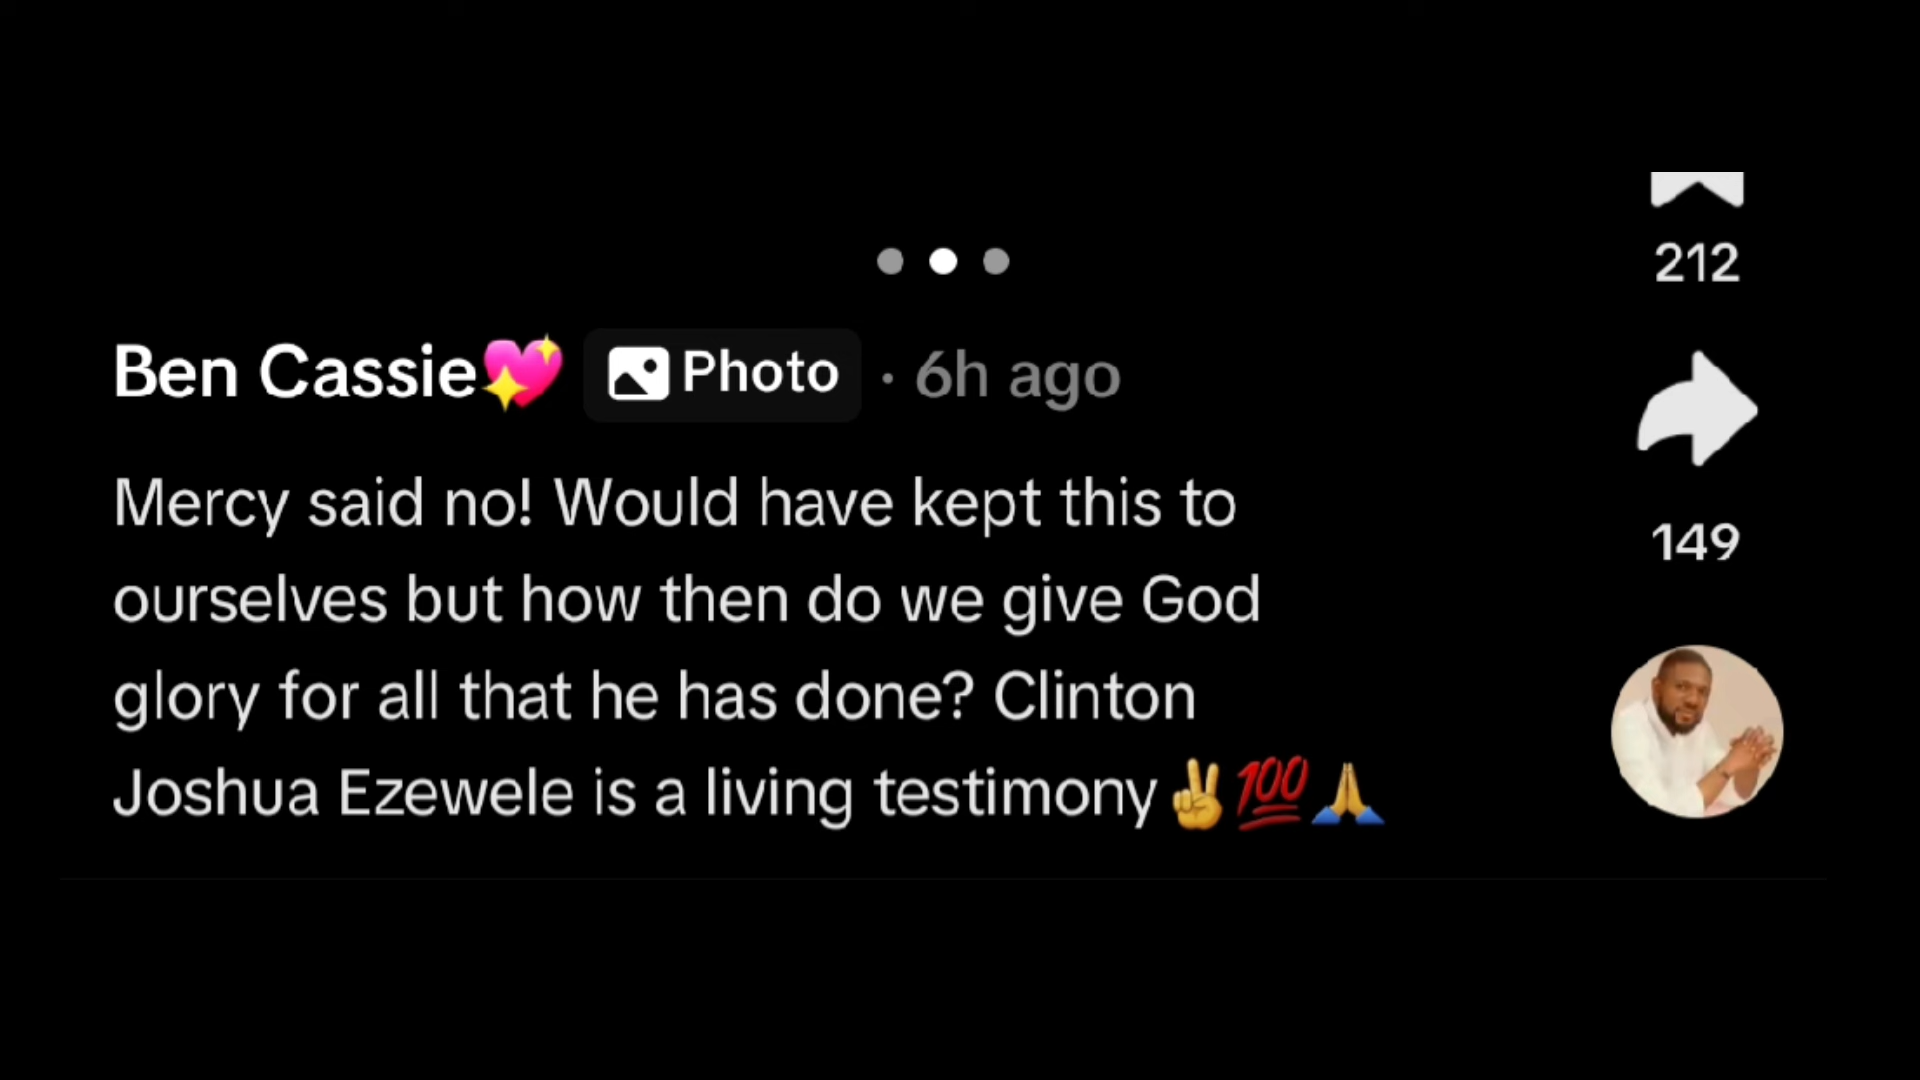 212
Ben Cassie💖 Photo · 6h ago
149
Mercy said no! Would have kept this to
ourselves but how then do we give God
glory for all that he has done? Clinton
Joshua Ezewele is a living testimony✌💯🙏